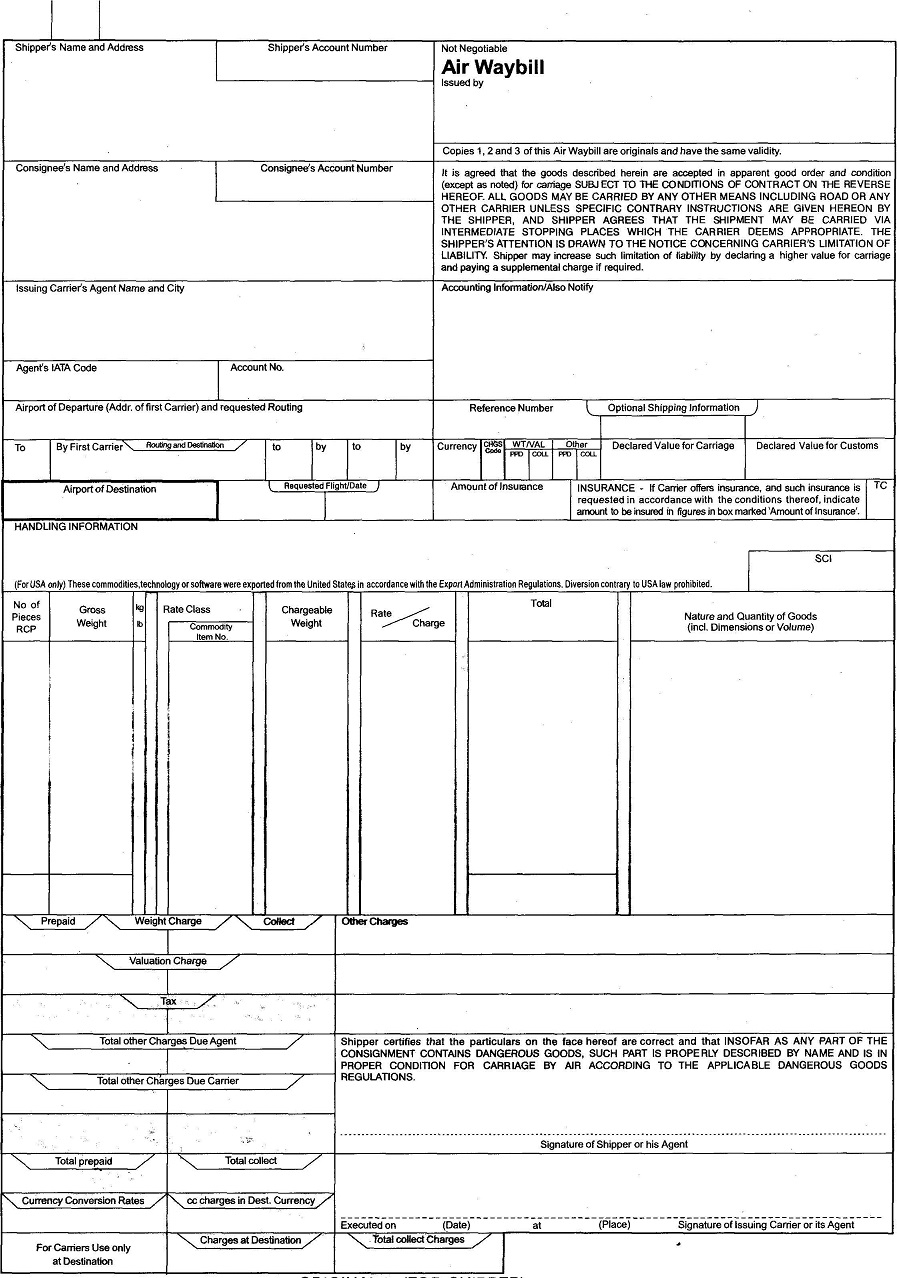 Shipper's Name and Address
Shipper's Account Number
Not Negotiable
Air Waybill
Issued by
Copies 1, 2 and 3 of this Air Waybill are originals and have the same validity.
Consignee's Name and Address
Consignee's Account Number
It is agreed that the goods described herein are accepted in apparent good order and condition
(except as noted) for carriage SUBJECT TO THE CONDITIONS OF CONTRACT ON THE REVERSE
HEREOF. ALL GOODS MAY BE CARRIED BY ANY OTHER MEANS INCLUDING ROAD OR ANY
OTHER CARRIER UNLESS SPECIFIC CONTRARY INSTRUCTIONS ARE GIVEN HEREON BY
THE SHIPPER, AND SHIPPER AGREES THAT THE SHIPMENT MAY BE CARRIED VIA
INTERMEDIATE STOPPING PLACES WHICH THE CARRIER DEEMS APPROPRIATE. THE
SHIPPER'S ATTENTION IS DRAWN TO THE NOTICE CONCERNING CARRIER'S LIMITATION OF
LIABILITY. Shipper may increase such limitation of liability by declaring a higher value for carriage
and paying a supplemental charge if required.
Issuing Carrier's Agent Name and City
Accounting Information/Also Notify
Agent's IATA Code
Account No.
Airport of Departure (Addr. of first Carrier) and requested Routing
Reference Number
Optional Shipping Information
To
By First Carrier
Routing and Destination
to
by
to
by
Currency
CHGS
Code
WT/VAL
PPD
COLL
Other
PPD
COLL
Declared Value for Carriage
Declared Value for Customs
Airport of Destination
Requested Flight/Date
Amount of Insurance
INSURANCE - If Carrier offers insurance, and such insurance is
requested in accordance with the conditions thereof, indicate
amount to be insured in figures in box marked 'Amount of Insurance'.
TC
HANDLING INFORMATION
SCI
(For USA only) These commodities,technology or software were exported from the United States in accordance with the Export Administration Regulations. Diversion contrary to USA law prohibited.
No of
Pieces
RCP
Gross
Weight
kg
lb
Rate Class
Commodity
Item No.
Chargeable
Weight
Rate
Charge
Total
Nature and Quantity of Goods
(incl. Dimensions or Volume)
Prepaid
Weight Charge
Collect
Other Charges
Valuation Charge
Tax
Total other Charges Due Agent
Shipper certifies that the particulars on the face hereof are correct and that INSOFAR AS ANY PART OF THE
CONSIGNMENT CONTAINS DANGEROUS GOODS, SUCH PART IS PROPERLY DESCRIBED BY NAME AND IS IN
PROPER CONDITION FOR CARRIAGE BY AIR ACCORDING TO THE APPLICABLE DANGEROUS GOODS
REGULATIONS.
Total other Charges Due Carrier
Signature of Shipper or his Agent
Total prepaid
Total collect
Currency Conversion Rates
cc charges in Dest. Currency
Executed on
(Date)
at
(Place)
Signature of Issuing Carrier or its Agent
For Carriers Use only
at Destination
Charges at Destination
Total collect Charges